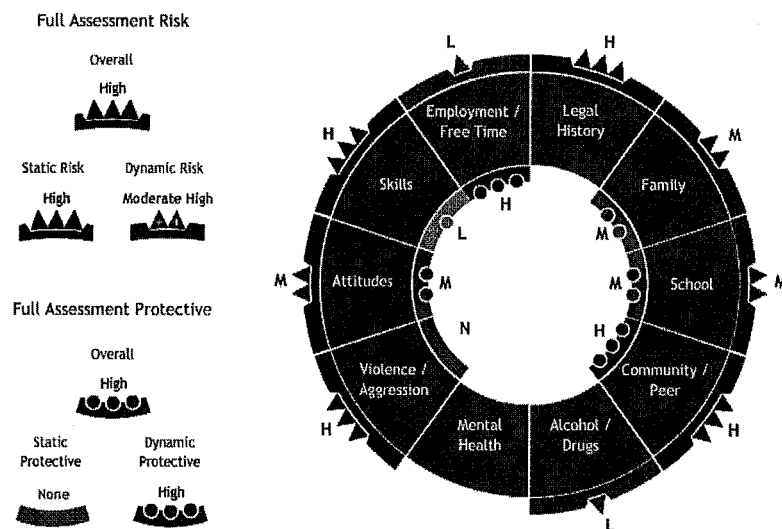 Full Assessment Risk
Overall
High
Static Risk
High
Dynamic Risk
Moderate High
Full Assessment Protective
Overall
High
Static
Protective
None
Dynamic
Protective
High
L
H
M
M
H
L
H
M
H
Employment /
Free Time
Legal
History
Family
School
Community /
Peer
Alcohol /
Drugs
Mental
Health
Violence /
Aggression
Attitudes
Skills
H
M
M
H
N
M
L